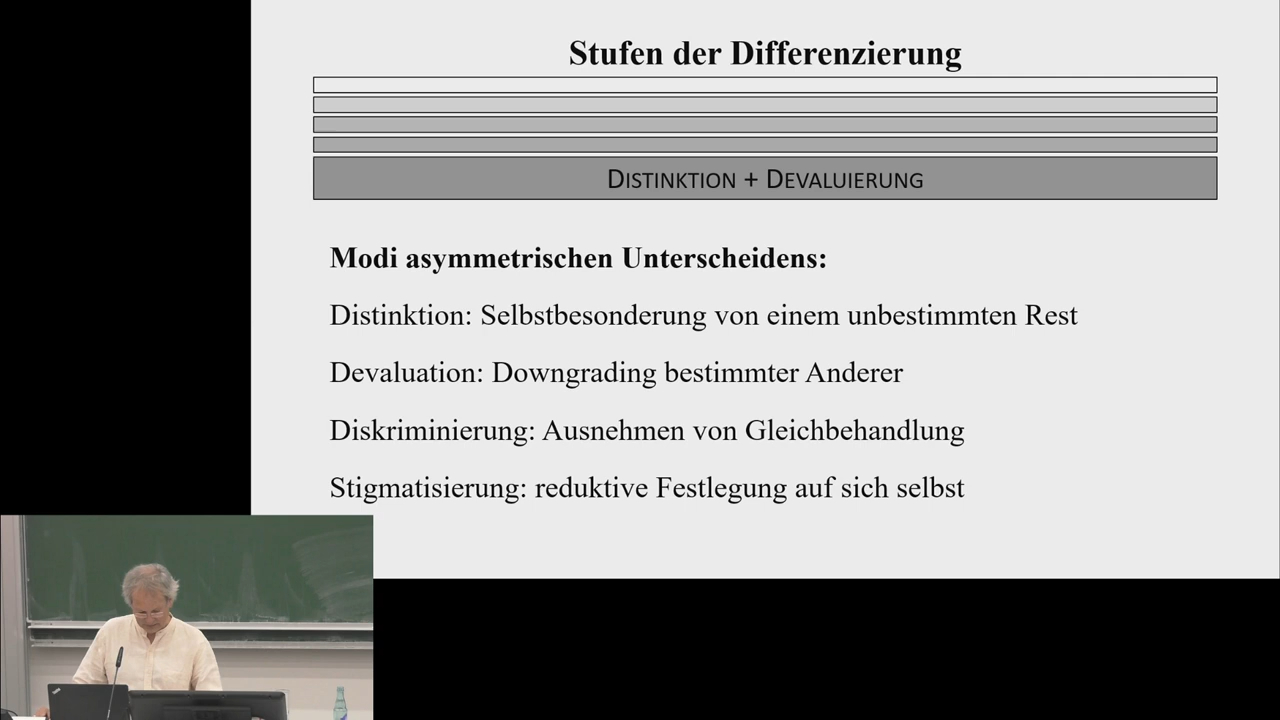 Stufen der Differenzierung
DISTINKTION + DEVALUIERUNG
Modi asymmetrischen Unterscheidens:
Distinktion: Selbstbesonderung von einem unbestimmten Rest
Devaluation: Downgrading bestimmter Anderer
Diskriminierung: Ausnehmen von Gleichbehandlung
Stigmatisierung: reduktive Festlegung auf sich selbst